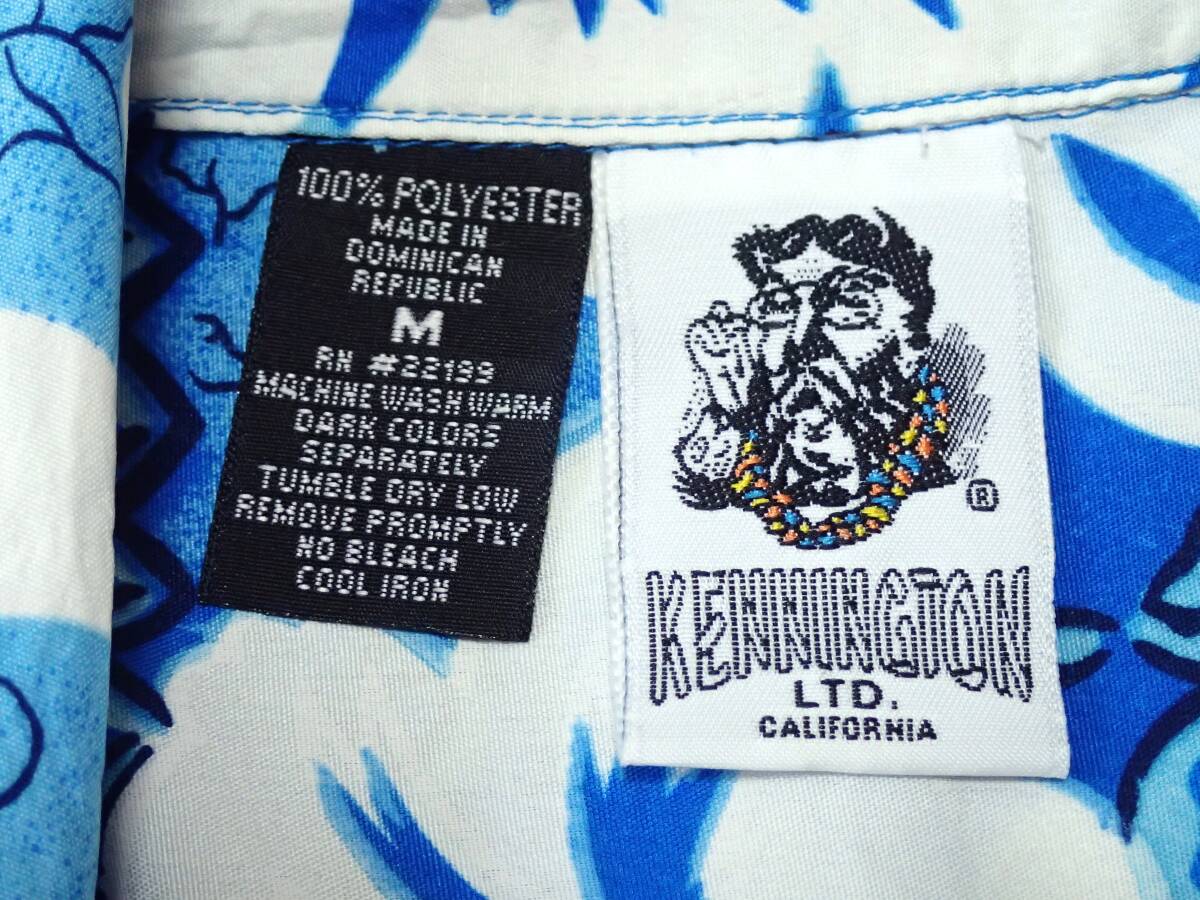 100% POLYESTER
MADE IN
DOMINICAN
REPUBLIC
M
RN #22199
MACHINE WASH WARM
DARK COLORS
SEPARATELY
TUMBLE DRY LOW
REMOVE PROMPTLY
NO BLEACH
COOL IRON
®
KENNINGTON
LTD.
CALIFORNIA